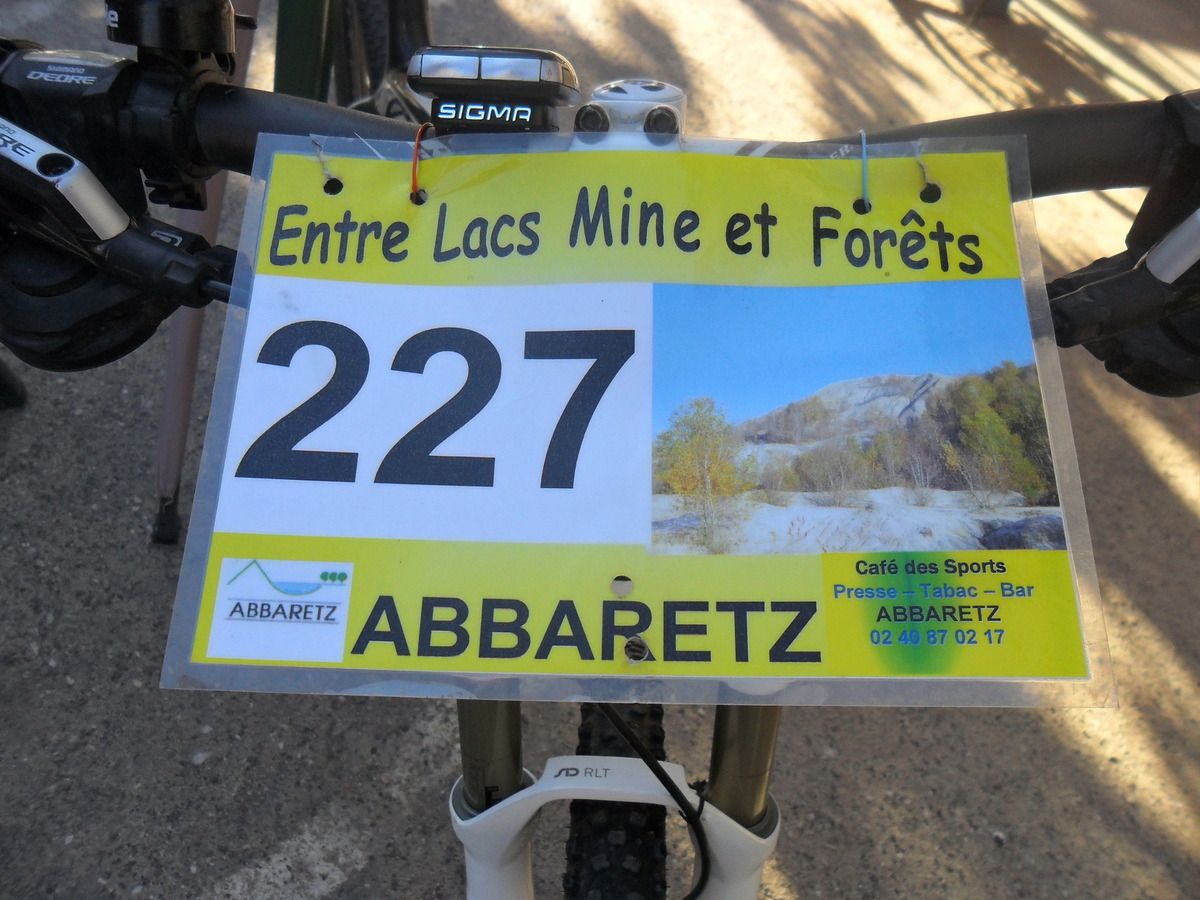 SHIMANO
DEORE
SIGMA
Entre Lacs Mine et Forêts
227
ABBARETZ
ABBARETZ
Café des Sports
Presse – Tabac – Bar
ABBARETZ
02 40 87 02 17
RLT